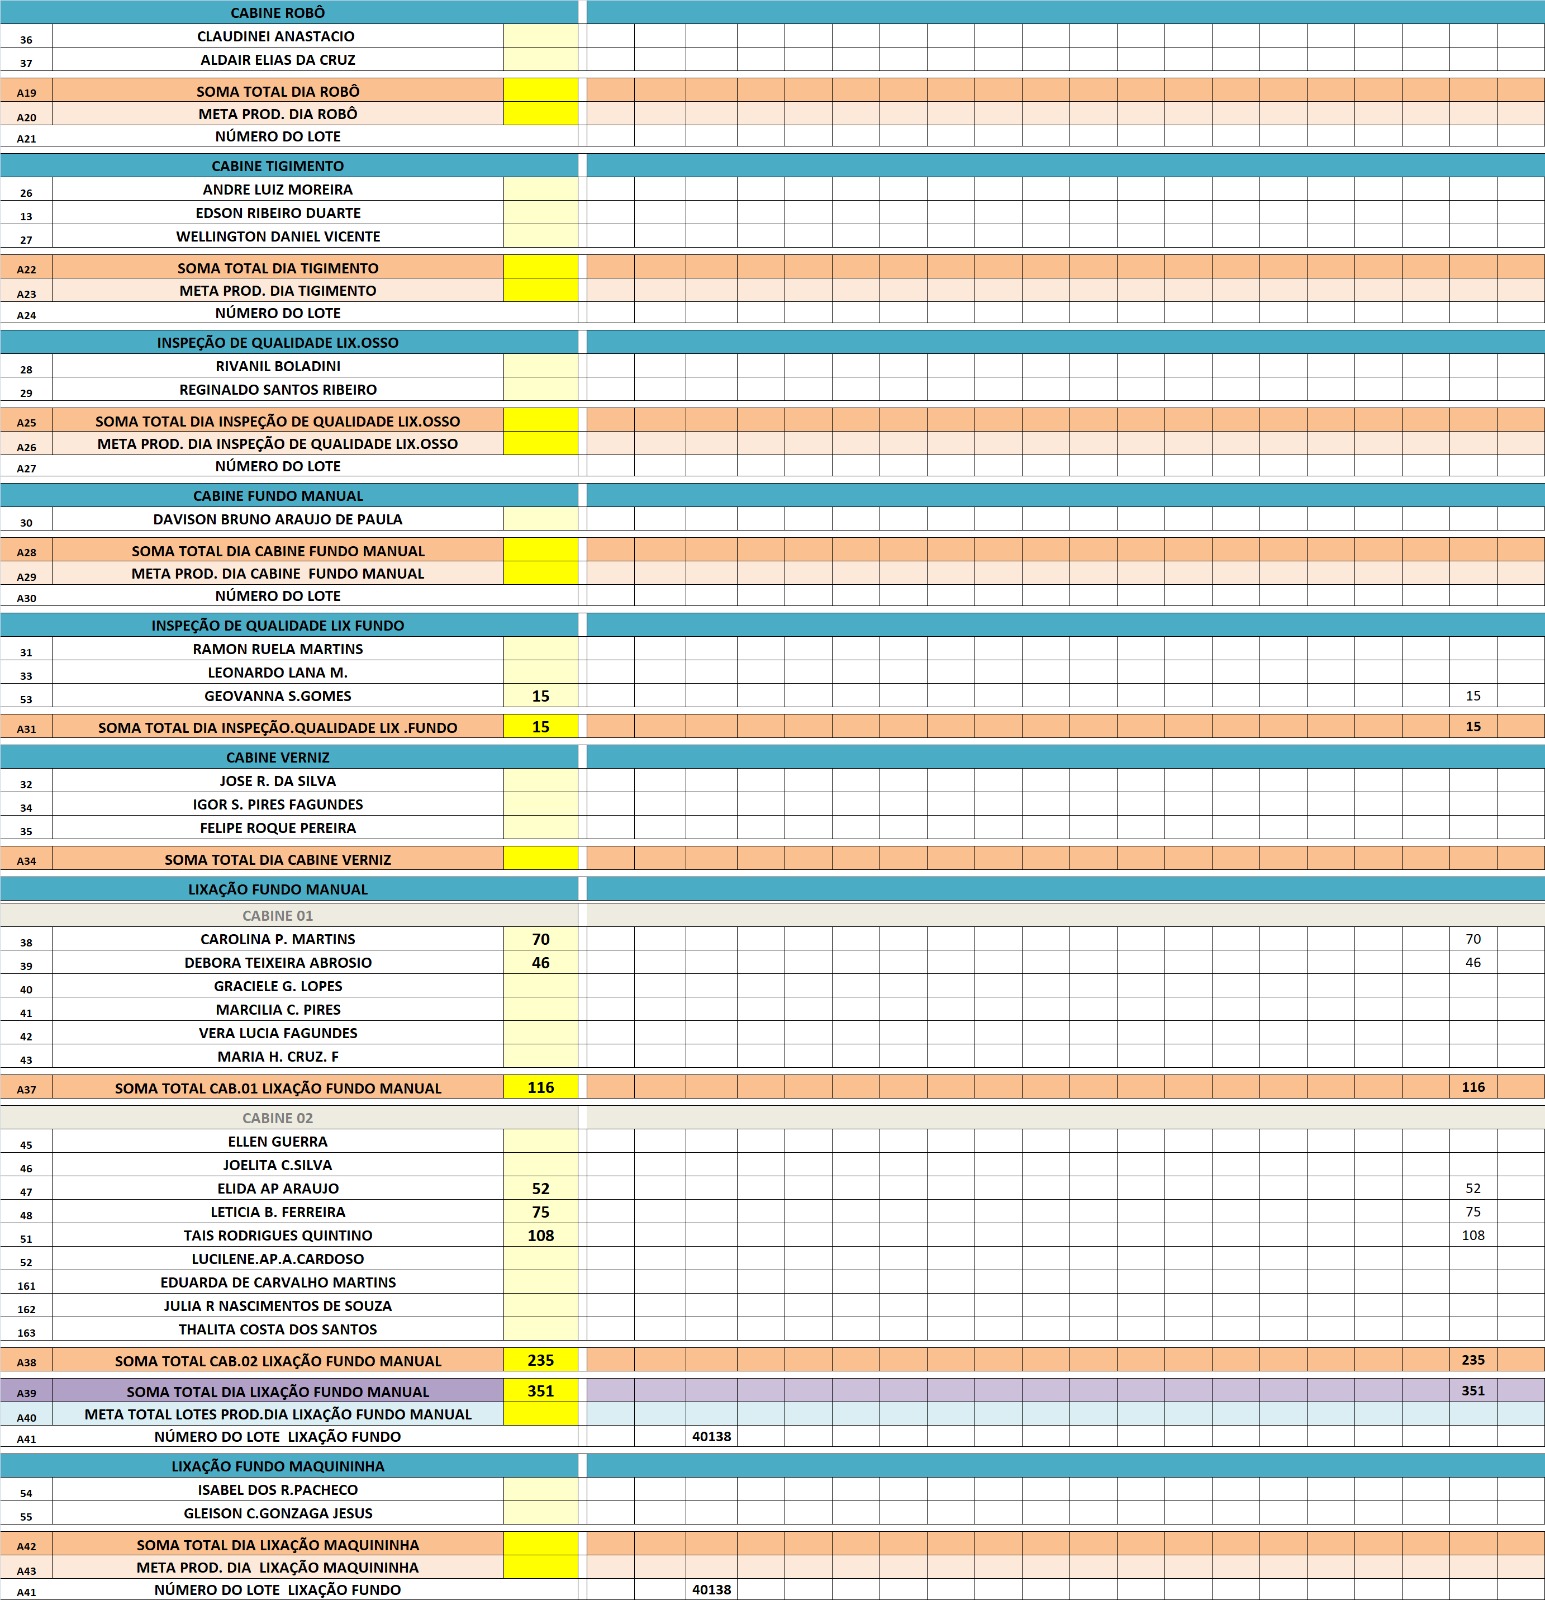 CABINE ROBÔ
36 CLAUDINEI ANASTACIO
37 ALDAIR ELIAS DA CRUZ
A19 SOMA TOTAL DIA ROBÔ
A20 META PROD. DIA ROBÔ
A21 NÚMERO DO LOTE
CABINE TIGIMENTO
26 ANDRE LUIZ MOREIRA
13 EDSON RIBEIRO DUARTE
27 WELLINGTON DANIEL VICENTE
A22 SOMA TOTAL DIA TIGIMENTO
A23 META PROD. DIA TIGIMENTO
A24 NÚMERO DO LOTE
INSPEÇÃO DE QUALIDADE LIX.OSSO
28 RIVANIL BOLADINI
29 REGINALDO SANTOS RIBEIRO
A25 SOMA TOTAL DIA INSPEÇÃO DE QUALIDADE LIX.OSSO
A26 META PROD. DIA INSPEÇÃO DE QUALIDADE LIX.OSSO
A27 NÚMERO DO LOTE
CABINE FUNDO MANUAL
30 DAVISON BRUNO ARAUJO DE PAULA
A28 SOMA TOTAL DIA CABINE FUNDO MANUAL
A29 META PROD. DIA CABINE FUNDO MANUAL
A30 NÚMERO DO LOTE
INSPEÇÃO DE QUALIDADE LIX FUNDO
31 RAMON RUELA MARTINS
33 LEONARDO LANA M.
53 GEOVANNA S.GOMES 15 15
A31 SOMA TOTAL DIA INSPEÇÃO.QUALIDADE LIX .FUNDO 15 15
CABINE VERNIZ
32 JOSE R. DA SILVA
34 IGOR S. PIRES FAGUNDES
35 FELIPE ROQUE PEREIRA
A34 SOMA TOTAL DIA CABINE VERNIZ
LIXAÇÃO FUNDO MANUAL
CABINE 01
38 CAROLINA P. MARTINS 70 70
39 DEBORA TEIXEIRA ABROSIO 46 46
40 GRACIELE G. LOPES
41 MARCILIA C. PIRES
42 VERA LUCIA FAGUNDES
43 MARIA H. CRUZ. F
A37 SOMA TOTAL CAB.01 LIXAÇÃO FUNDO MANUAL 116 116
CABINE 02
45 ELLEN GUERRA
46 JOELITA C.SILVA
47 ELIDA AP ARAUJO 52 52
48 LETICIA B. FERREIRA 75 75
51 TAIS RODRIGUES QUINTINO 108 108
52 LUCILENE.AP.A.CARDOSO
161 EDUARDA DE CARVALHO MARTINS
162 JULIA R NASCIMENTOS DE SOUZA
163 THALITA COSTA DOS SANTOS
A38 SOMA TOTAL CAB.02 LIXAÇÃO FUNDO MANUAL 235 235
A39 SOMA TOTAL DIA LIXAÇÃO FUNDO MANUAL 351 351
A40 META TOTAL LOTES PROD.DIA LIXAÇÃO FUNDO MANUAL
A41 NÚMERO DO LOTE LIXAÇÃO FUNDO 40138
LIXAÇÃO FUNDO MAQUININHA
54 ISABEL DOS R.PACHECO
55 GLEISON C.GONZAGA JESUS
A42 SOMA TOTAL DIA LIXAÇÃO MAQUININHA
A43 META PROD. DIA LIXAÇÃO MAQUININHA
A41 NÚMERO DO LOTE LIXAÇÃO FUNDO 40138